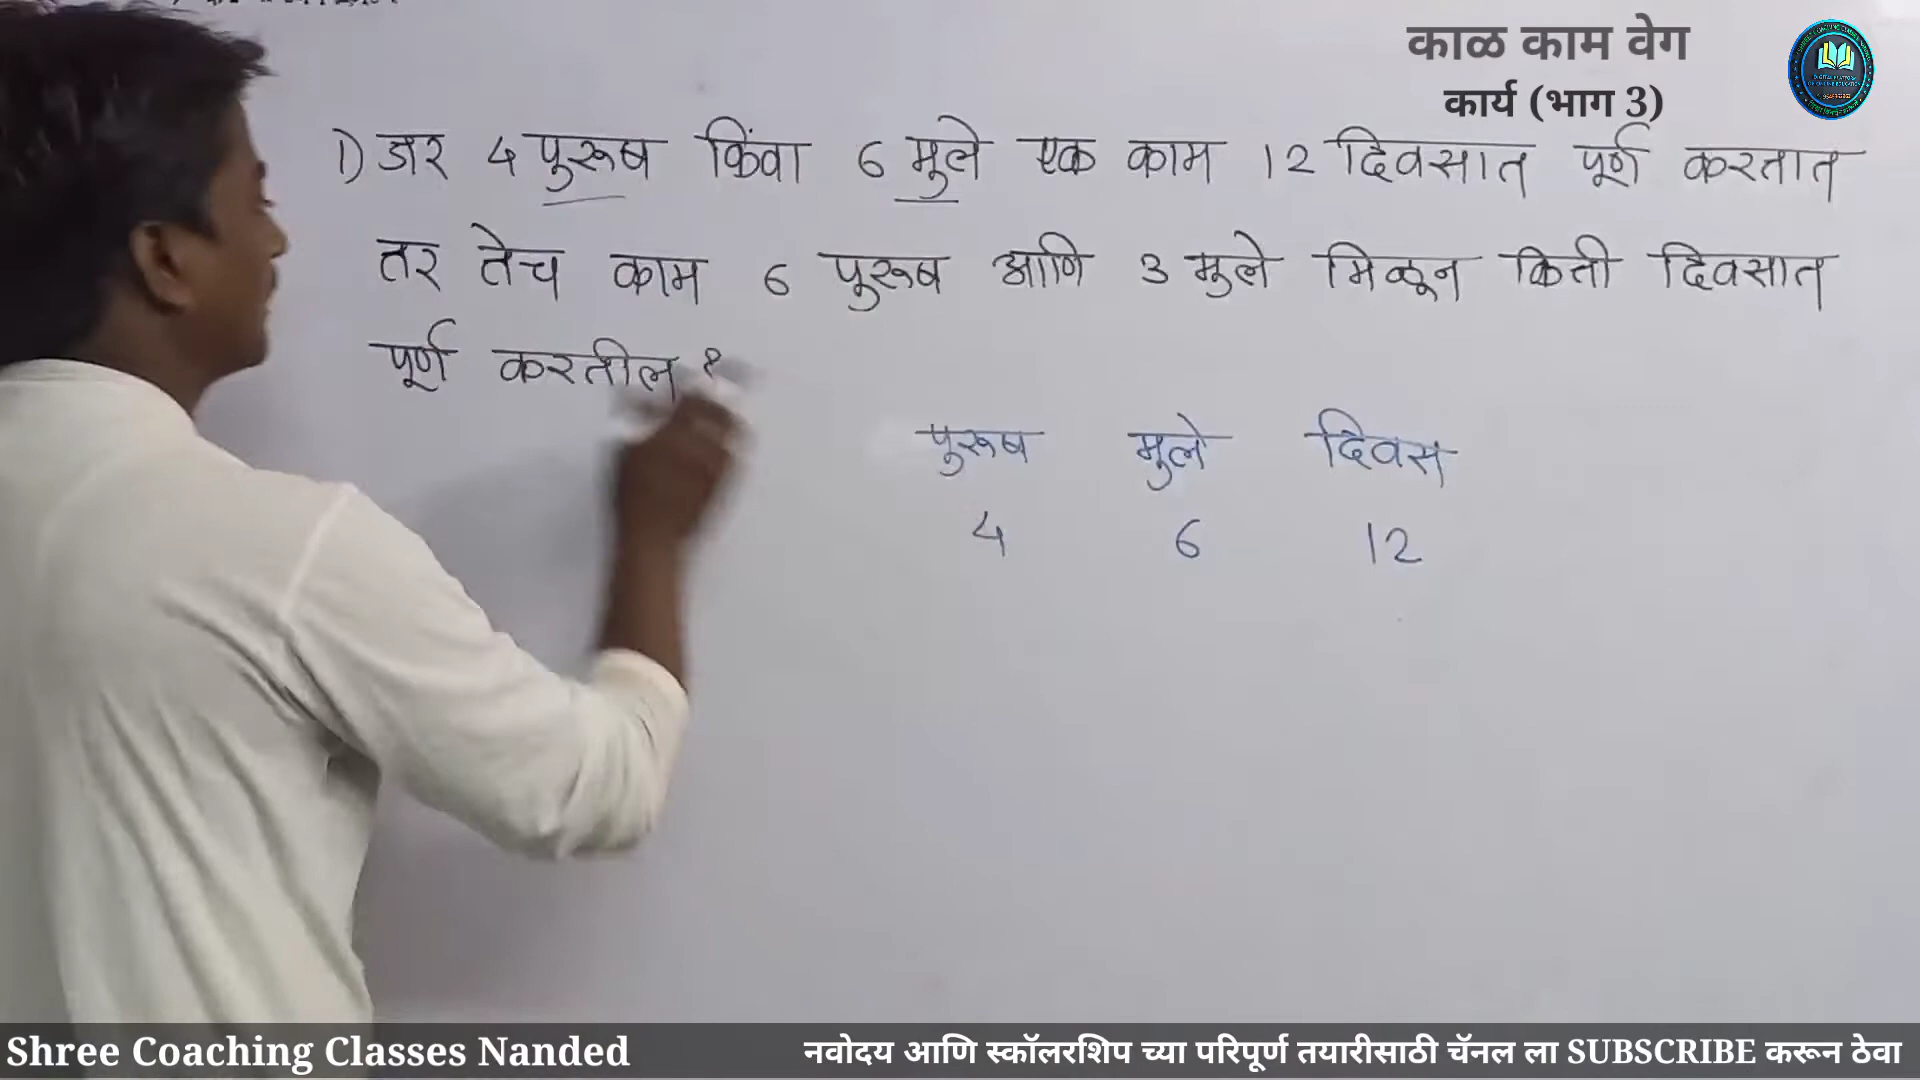 काळ काम वेग
कार्य (भाग 3)
1) जर 4 पुरूष किंवा 6 मुले एक काम 12 दिवसात पूर्ण करतात
तर तेच काम 6 पुरूष आणि 3 मुले मिळून किती दिवसात
पूर्ण करतील ?
पुरूष मुले दिवस
4 6 12
Shree Coaching Classes Nanded
नवोदय आणि स्कॉलरशिप च्या परिपूर्ण तयारीसाठी चॅनल ला SUBSCRIBE करून ठेवा